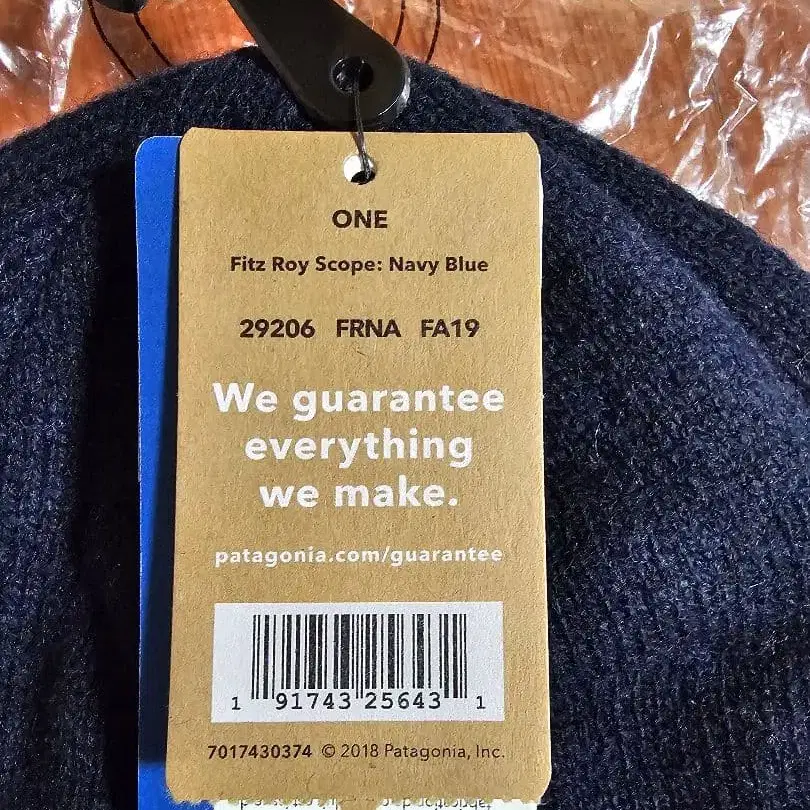 ONE
Fitz Roy Scope: Navy Blue
29206 FRNA FA19
We guarantee
everything
we make.
patagonia.com/guarantee
1 91743 25643 1
7017430374 © 2018 Patagonia, Inc.